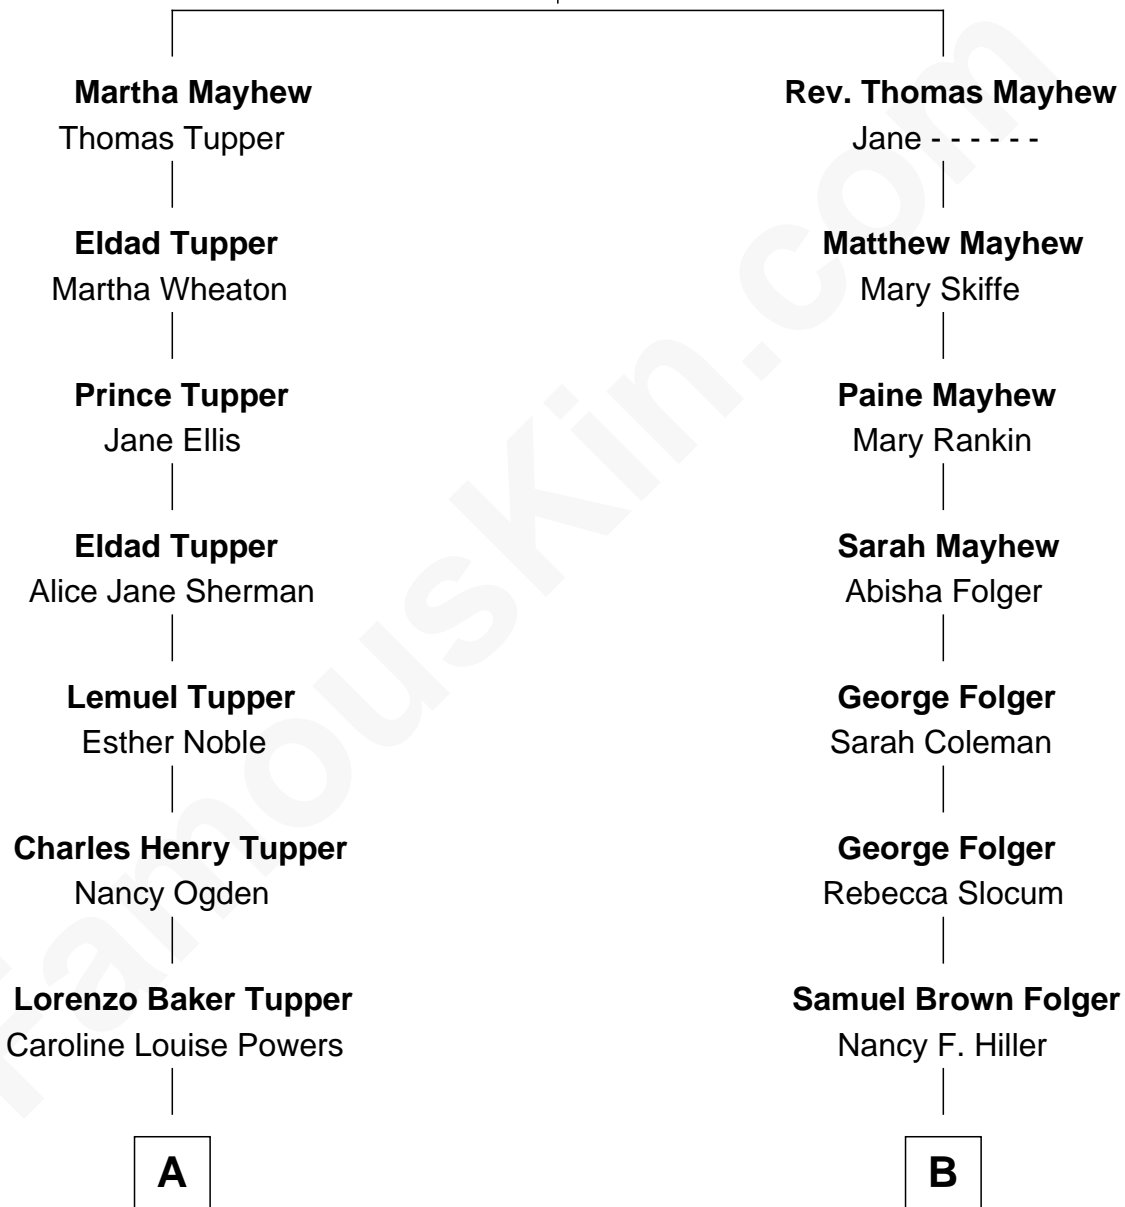 Martha Mayhew
Thomas Tupper
Eldad Tupper
Martha Wheaton
Prince Tupper
Jane Ellis
Eldad Tupper
Alice Jane Sherman
Lemuel Tupper
Esther Noble
Charles Henry Tupper
Nancy Ogden
Lorenzo Baker Tupper
Caroline Louise Powers
A
Rev. Thomas Mayhew
Jane - - - - - -
Matthew Mayhew
Mary Skiffe
Paine Mayhew
Mary Rankin
Sarah Mayhew
Abisha Folger
George Folger
Sarah Coleman
George Folger
Rebecca Slocum
Samuel Brown Folger
Nancy F. Hiller
B
FamousKin.com